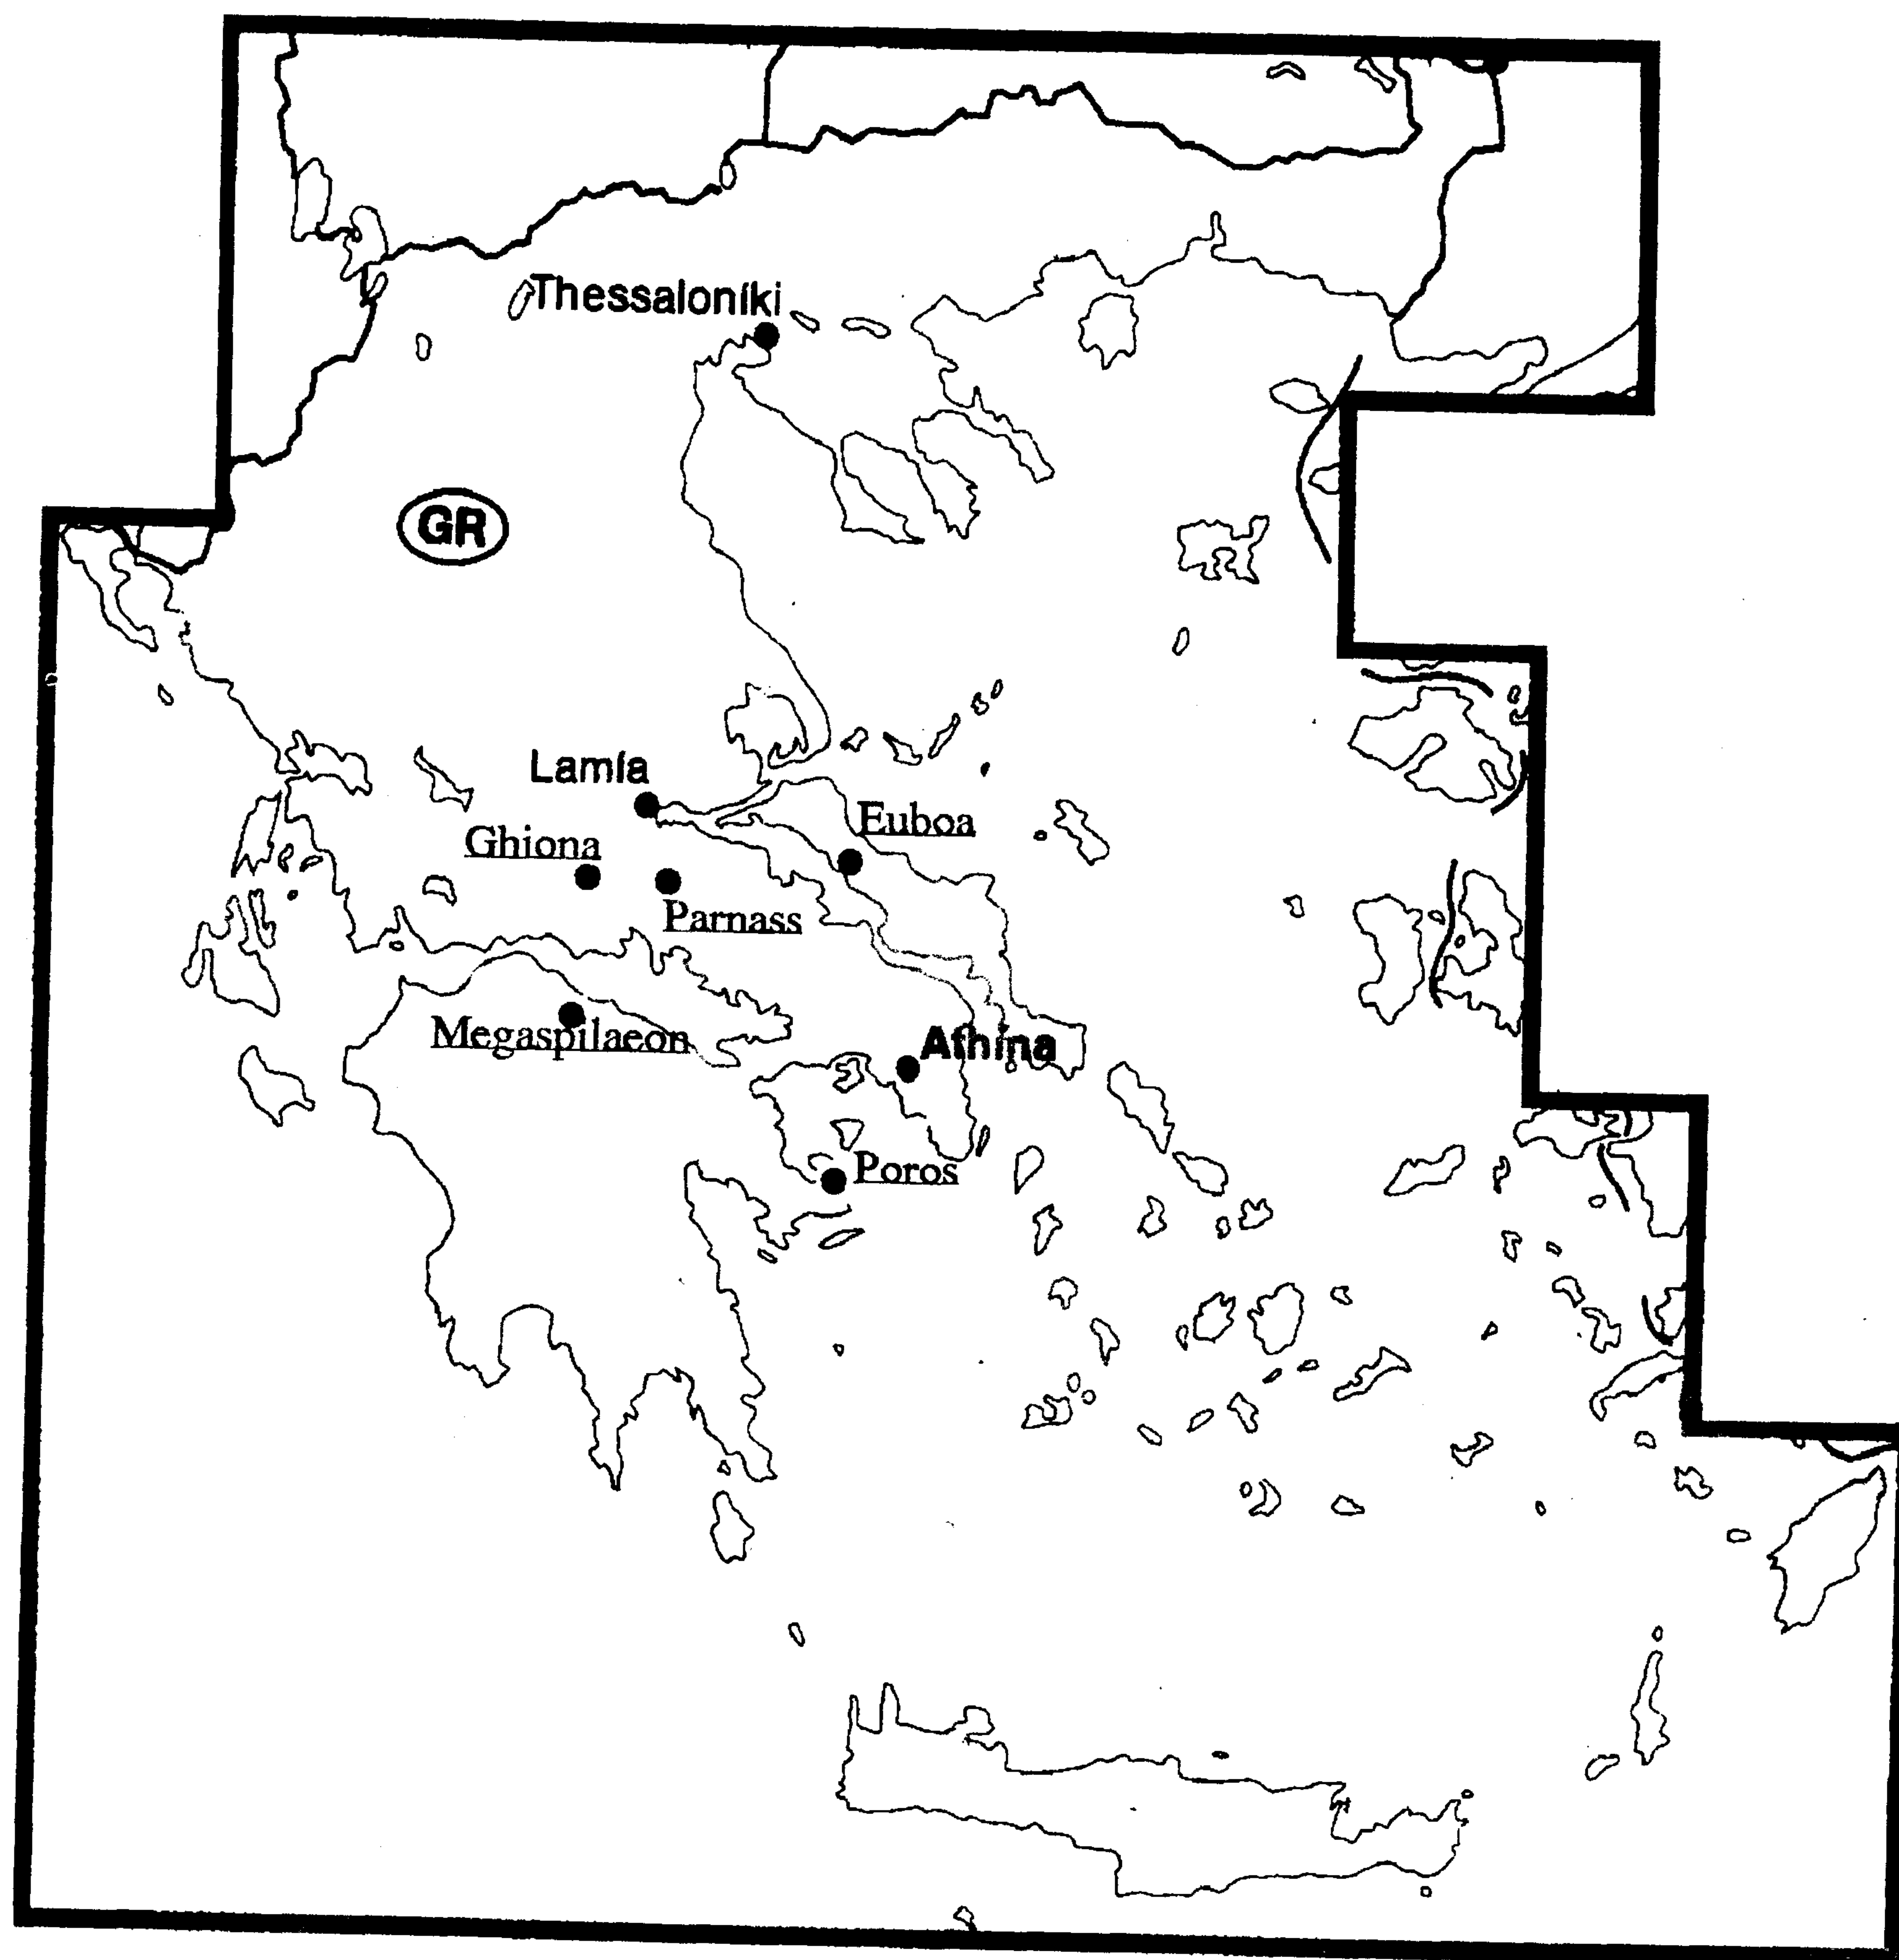 Thessaloníki
GR
Lamía
Euboa
Ghiona
Parnass
Megaspilaeon
Athína
Poros